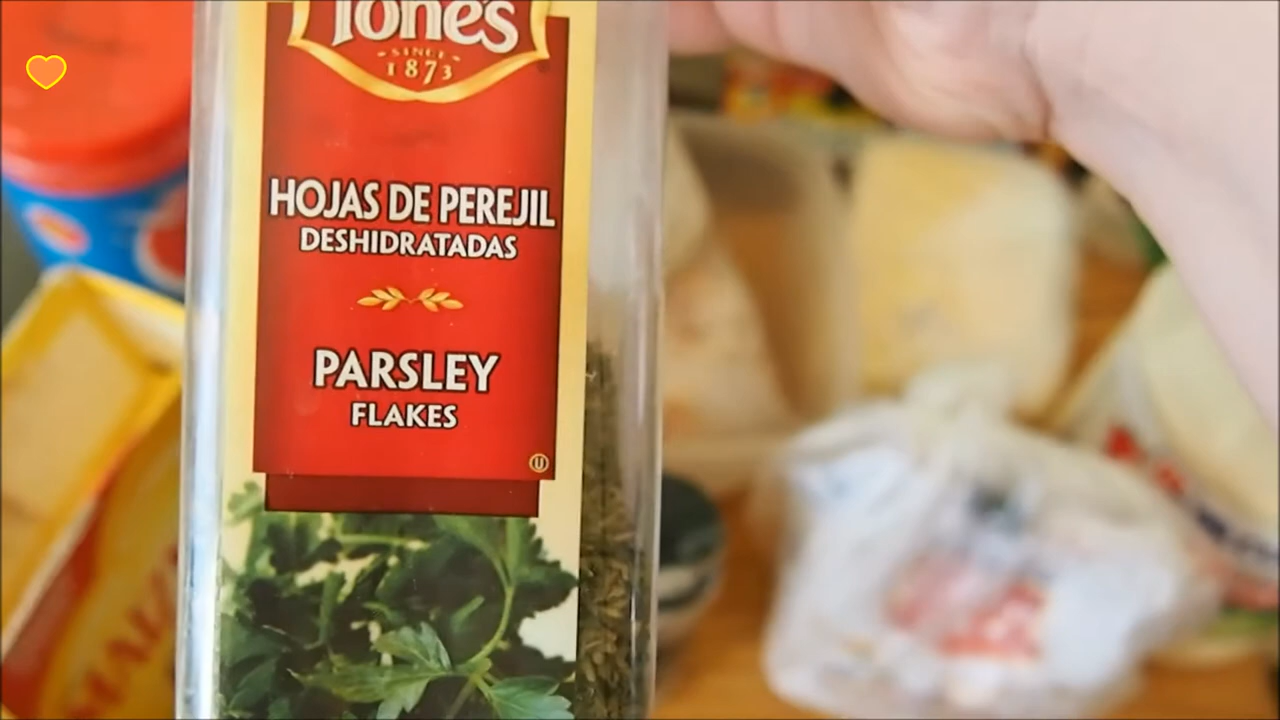 Tone's
SINCE
1873
HOJAS DE PEREJIL
DESHIDRATADAS
PARSLEY
FLAKES
U